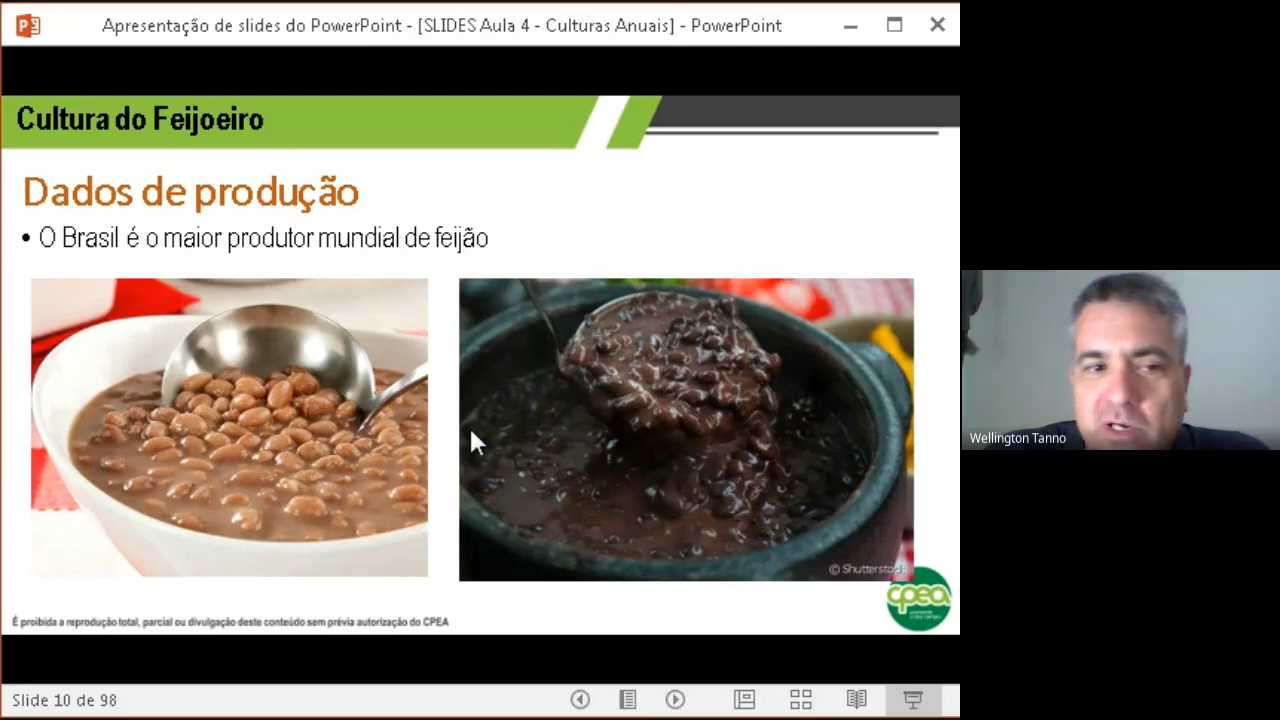 Apresentação de slides do PowerPoint - [SLIDES Aula 4 - Culturas Anuais] - PowerPoint
Cultura do Feijoeiro
Dados de produção
• O Brasil é o maior produtor mundial de feijão
Wellington Tanno
© Shutterstock
cpea
É proibida a reprodução total, parcial ou divulgação deste conteúdo sem prévia autorização do CPEA
Slide 10 de 98